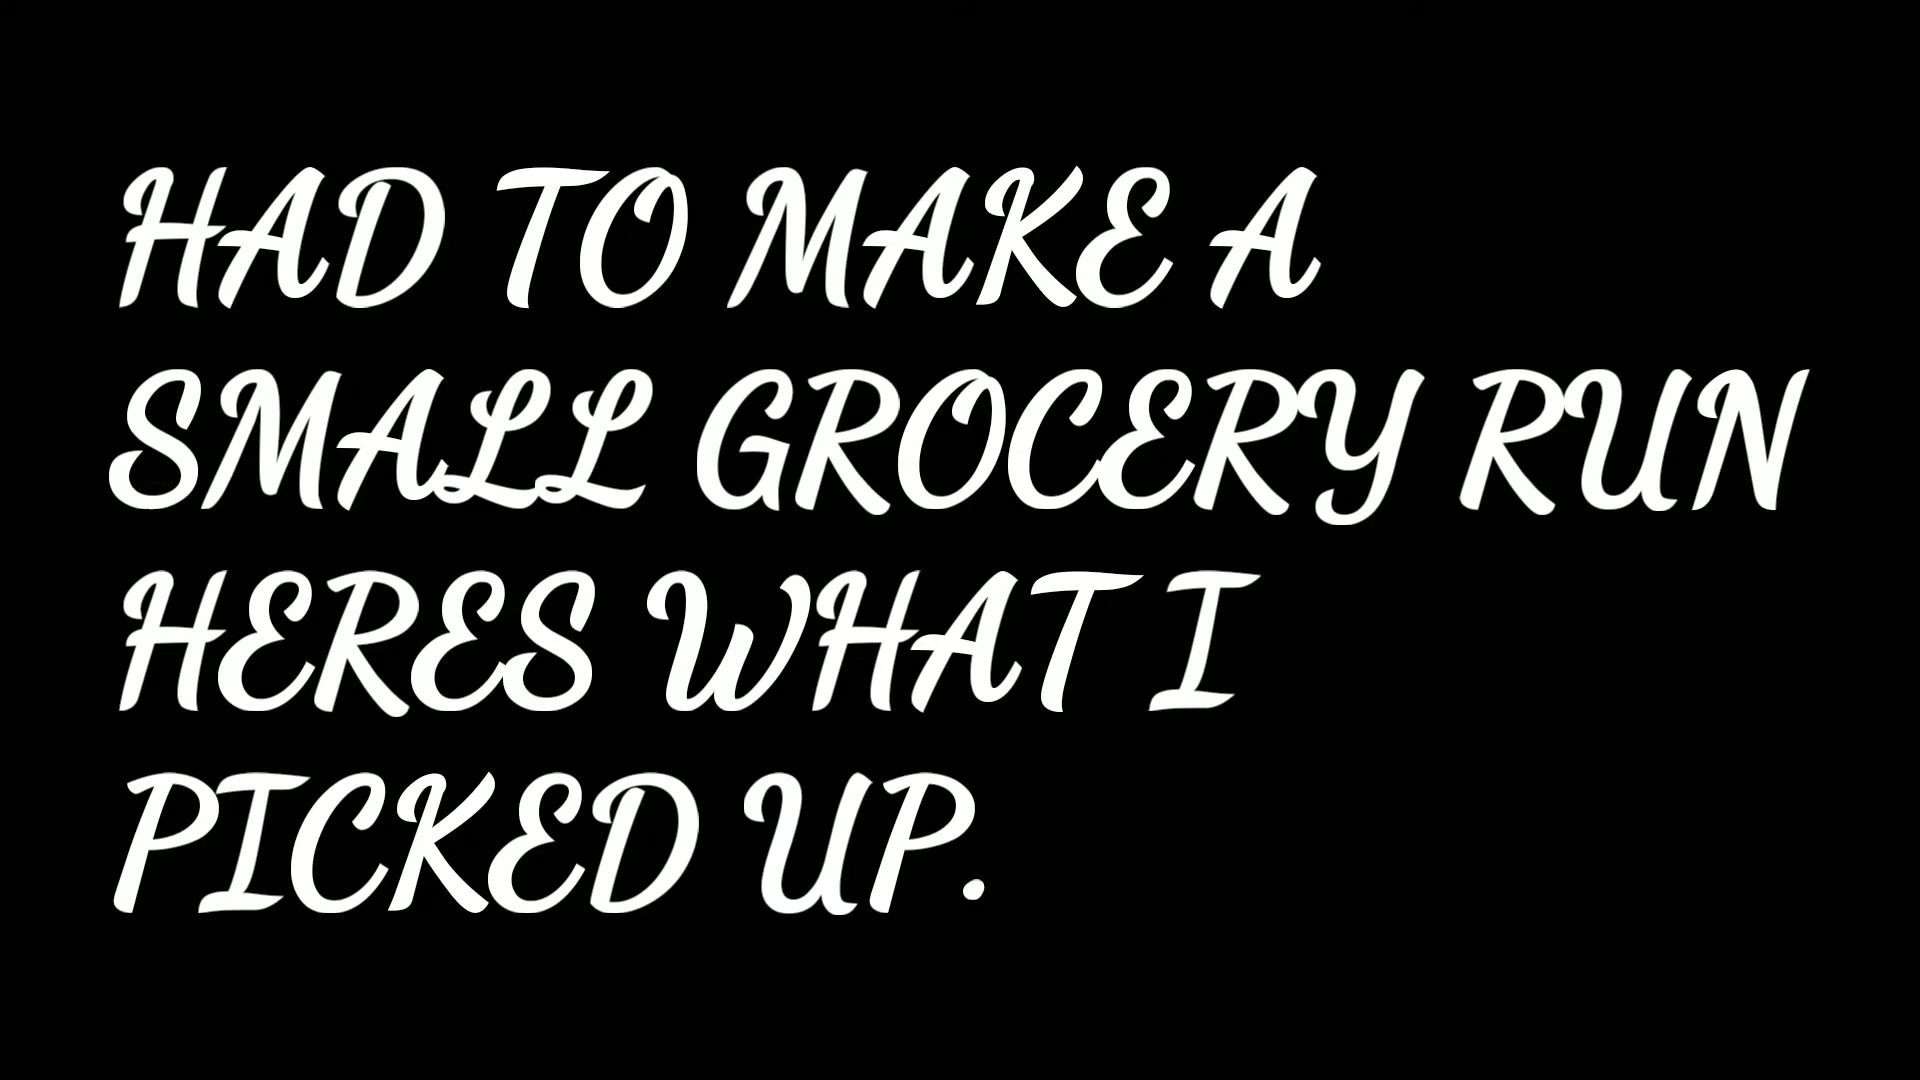 HAD TO MAKE A
SMALL GROCERY RUN
HERES WHAT I
PICKED UP.